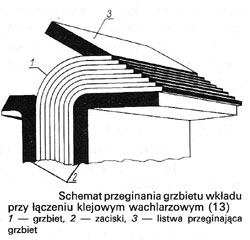 3
1
2
Schemat przeginania grzbietu wkładu
przy łączeniu klejowym wachlarzowym (13)
1 — grzbiet, 2 — zaciski, 3 — listwa przeginająca
grzbiet